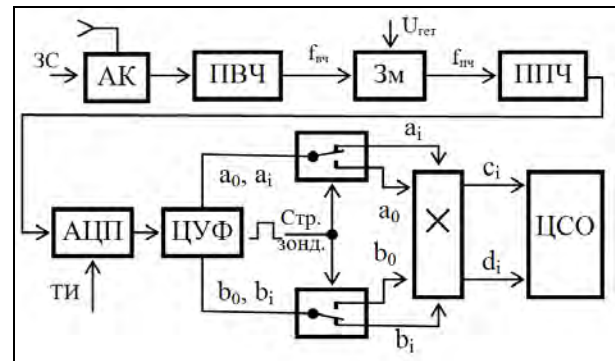 Uгет
ЗС
АК
ПВЧ
fвч
Зм
fпч
ППЧ
ai
a0, ai
a0
ci
АЦП
ЦУФ
Стр.
зонд.
×
ЦСО
b0
di
ТИ
b0, bi
bi